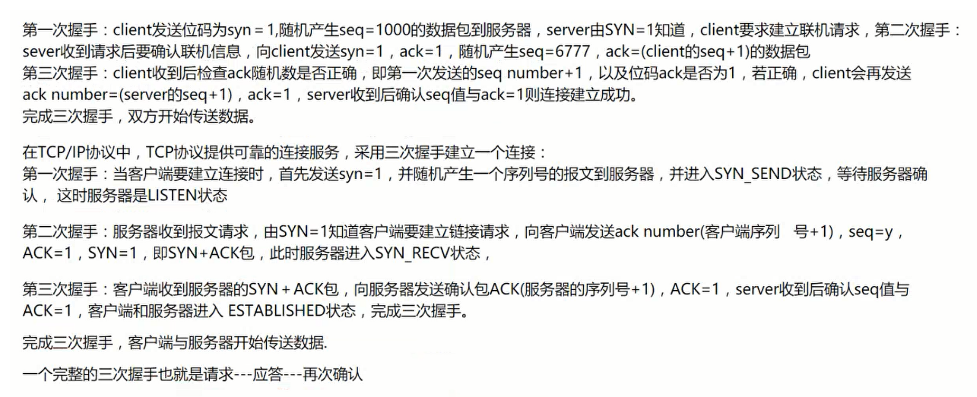 第一次握手：client发送位码为syn＝1,随机产生seq=1000的数据包到服务器，server由SYN=1知道，client要求建立联机请求，第二次握手：
sever收到请求后要确认联机信息，向client发送syn=1，ack=1，随机产生seq=6777，ack=(client的seq+1)的数据包
第三次握手：client收到后检查ack随机数是否正确，即第一次发送的seq number+1，以及位码ack是否为1，若正确，client会再发送
ack number=(server的seq+1)，ack=1，server收到后确认seq值与ack=1则连接建立成功。
完成三次握手，双方开始传送数据。
在TCP/IP协议中，TCP协议提供可靠的连接服务，采用三次握手建立一个连接：
第一次握手：当客户端要建立连接时，首先发送syn=1，并随机产生一个序列号的报文到服务器，并进入SYN_SEND状态，等待服务器确
认， 这时服务器是LISTEN状态
第二次握手：服务器收到报文请求，由SYN=1知道客户端要建立链接请求，向客户端发送ack number(客户端序列 号+1)，seq=y，
ACK=1，SYN=1，即SYN+ACK包，此时服务器进入SYN_RECV状态，
第三次握手：客户端收到服务器的SYN＋ACK包，向服务器发送确认包ACK(服务器的序列号+1)，ACK=1，server收到后确认seq值与
ACK=1，客户端和服务器进入 ESTABLISHED状态，完成三次握手。
完成三次握手，客户端与服务器开始传送数据.
一个完整的三次握手也就是请求---应答---再次确认